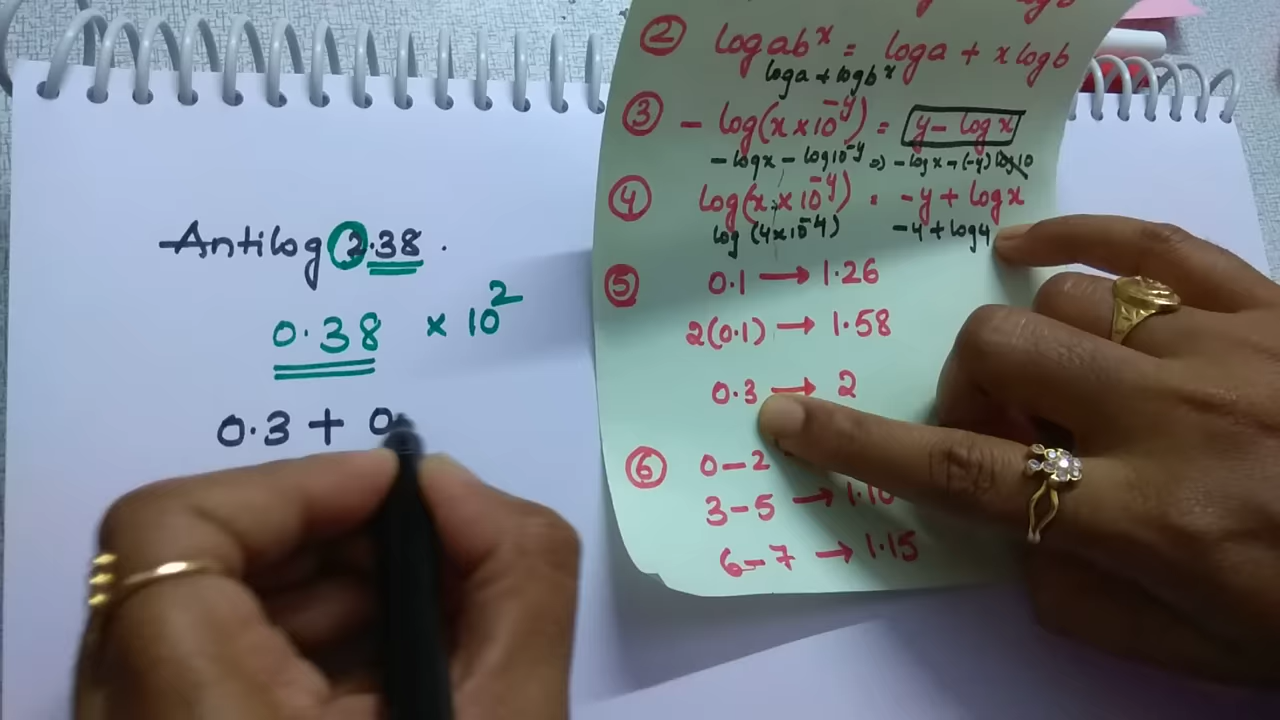 Antilog 2.38.
0.38 × 10²
0.3 + 0.
② log abˣ = log a + x log b
log a + log bˣ
③ - log(x × 10⁻ʸ) = y - log x
- log x - log 10⁻ʸ ⇒ - log x - (-y) log 10
④ log(x × 10⁻ʸ) = -y + log x
log (4×10⁻⁴) -4 + log 4
⑤ 0.1 → 1.26
2(0.1) → 1.58
0.3 → 2
⑥ 0-2
3-5 → 1.10
6-7 → 1.15